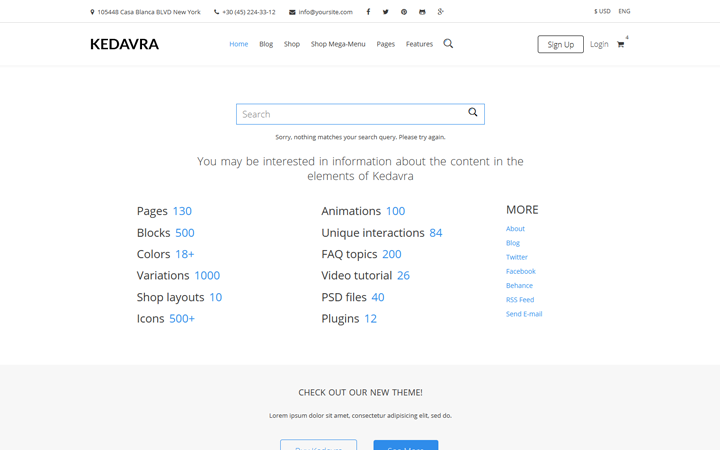 105448 Casa Blanca BLVD New York +30 (45) 224-33-12 info@yoursite.com $ USD ENG
KEDAVRA Home Blog Shop Shop Mega-Menu Pages Features Sign Up Login 4
Search
Sorry, nothing matches your search query. Please try again.
You may be interested in information about the content in the
elements of Kedavra
Pages 130
Blocks 500
Colors 18+
Variations 1000
Shop layouts 10
Icons 500+
Animations 100
Unique interactions 84
FAQ topics 200
Video tutorial 26
PSD files 40
Plugins 12
MORE
About
Blog
Twitter
Facebook
Behance
RSS Feed
Send E-mail
CHECK OUT OUR NEW THEME!
Lorem ipsum dolor sit amet, consectetur adipisicing elit, sed do.